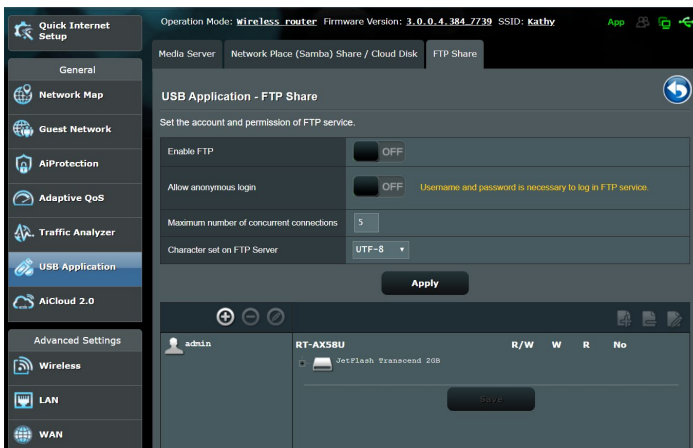 Quick Internet
Setup
Operation Mode: Wireless router Firmware Version: 3.0.0.4.384_7739 SSID: Kathy
App
Media Server
Network Place (Samba) Share / Cloud Disk
FTP Share
General
Network Map
Guest Network
AiProtection
Adaptive QoS
Traffic Analyzer
USB Application
AiCloud 2.0
Advanced Settings
Wireless
LAN
WAN
USB Application - FTP Share
Set the account and permission of FTP service.
Enable FTP
OFF
Allow anonymous login
OFF
Username and password is necessary to log in FTP service.
Maximum number of concurrent connections
5
Character set on FTP Server
UTF-8
Apply
admin
RT-AX58U
R/W W R No
JetFlash Transcend 2GB
Save